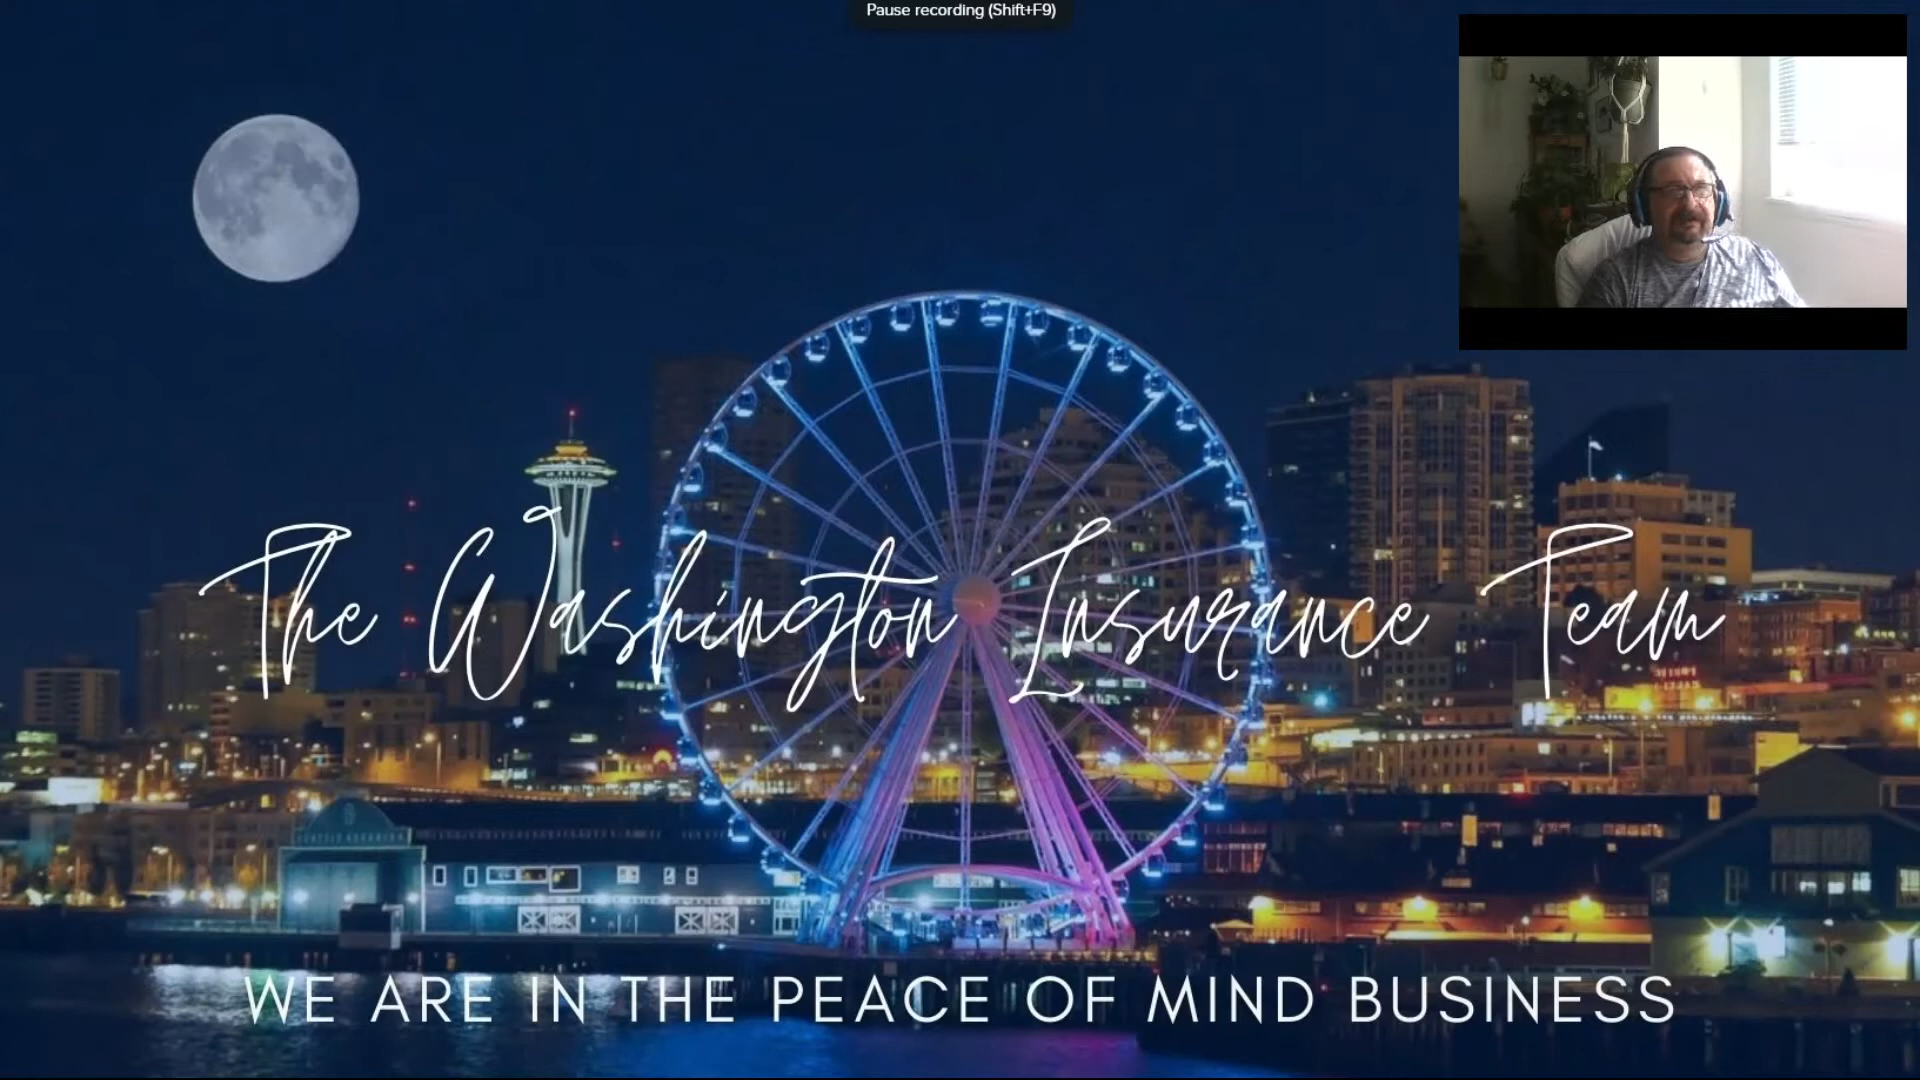 Pause recording (Shift+F9)
The Washington Insurance Team
WE ARE IN THE PEACE OF MIND BUSINESS